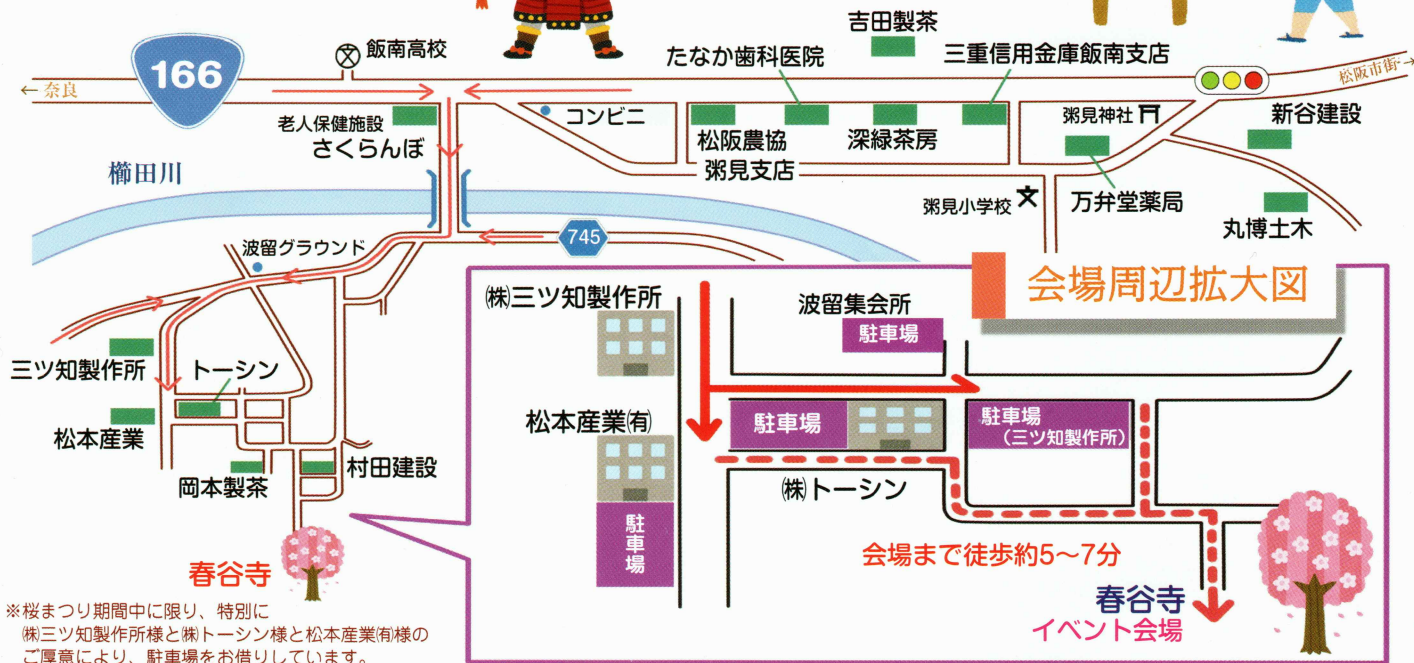 吉田製茶
飯南高校
たなか歯科医院
三重信用金庫飯南支店
166
←奈良
松阪市街→
コンビニ
老人保健施設
さくらんぼ
松阪農協
粥見支店
深緑茶房
粥見神社
新谷建設
櫛田川
粥見小学校
万弁堂薬局
丸博土木
745
波留グラウンド
三ツ知製作所
トーシン
松本産業
岡本製茶
村田建設
春谷寺
※桜まつり期間中に限り、特別に
㈱三ツ知製作所様と㈱トーシン様と松本産業㈲様の
ご厚意により、駐車場をお借りしています。
会場周辺拡大図
㈱三ツ知製作所
波留集会所
駐車場
松本産業㈲
駐車場
駐車場
(三ツ知製作所)
㈱トーシン
駐車場
会場まで徒歩約5~7分
春谷寺
イベント会場